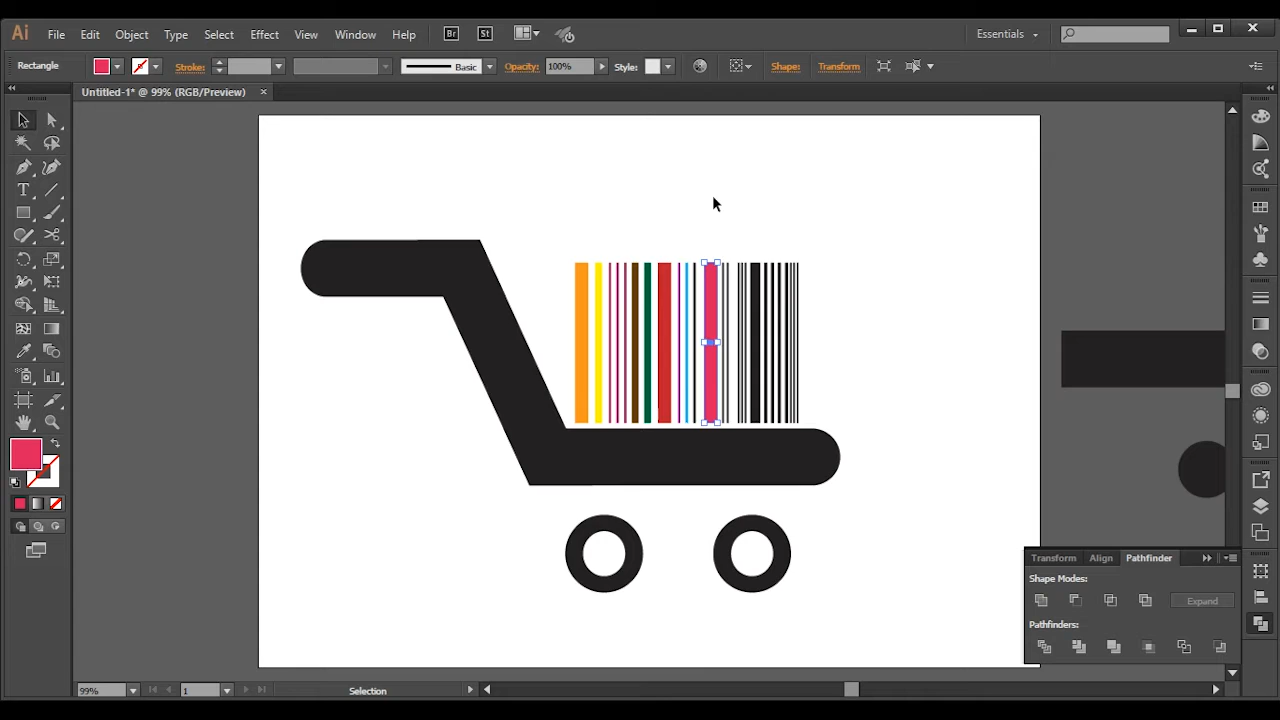 Ai File Edit Object Type Select Effect View Window Help Br St Essentials
Rectangle Stroke: Basic Opacity: 100% Style: Shape: Transform
Untitled-1* @ 99% (RGB/Preview) ×
T
Transform Align Pathfinder
Shape Modes:
Expand
Pathfinders:
99% 1 Selection